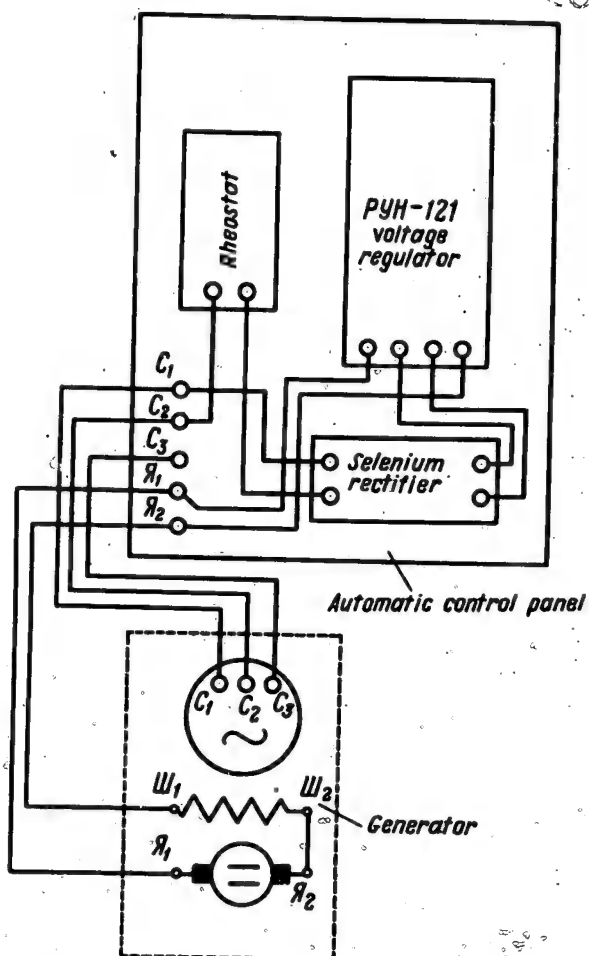 Rheostat
РУН-121
voltage
regulator
C₁
C₂
C₃
Я₁
Я₂
Selenium
rectifier
Automatic control panel
C₁ C₂ C₃
Ш₁ Ш₂
Generator
Я₁ Я₂